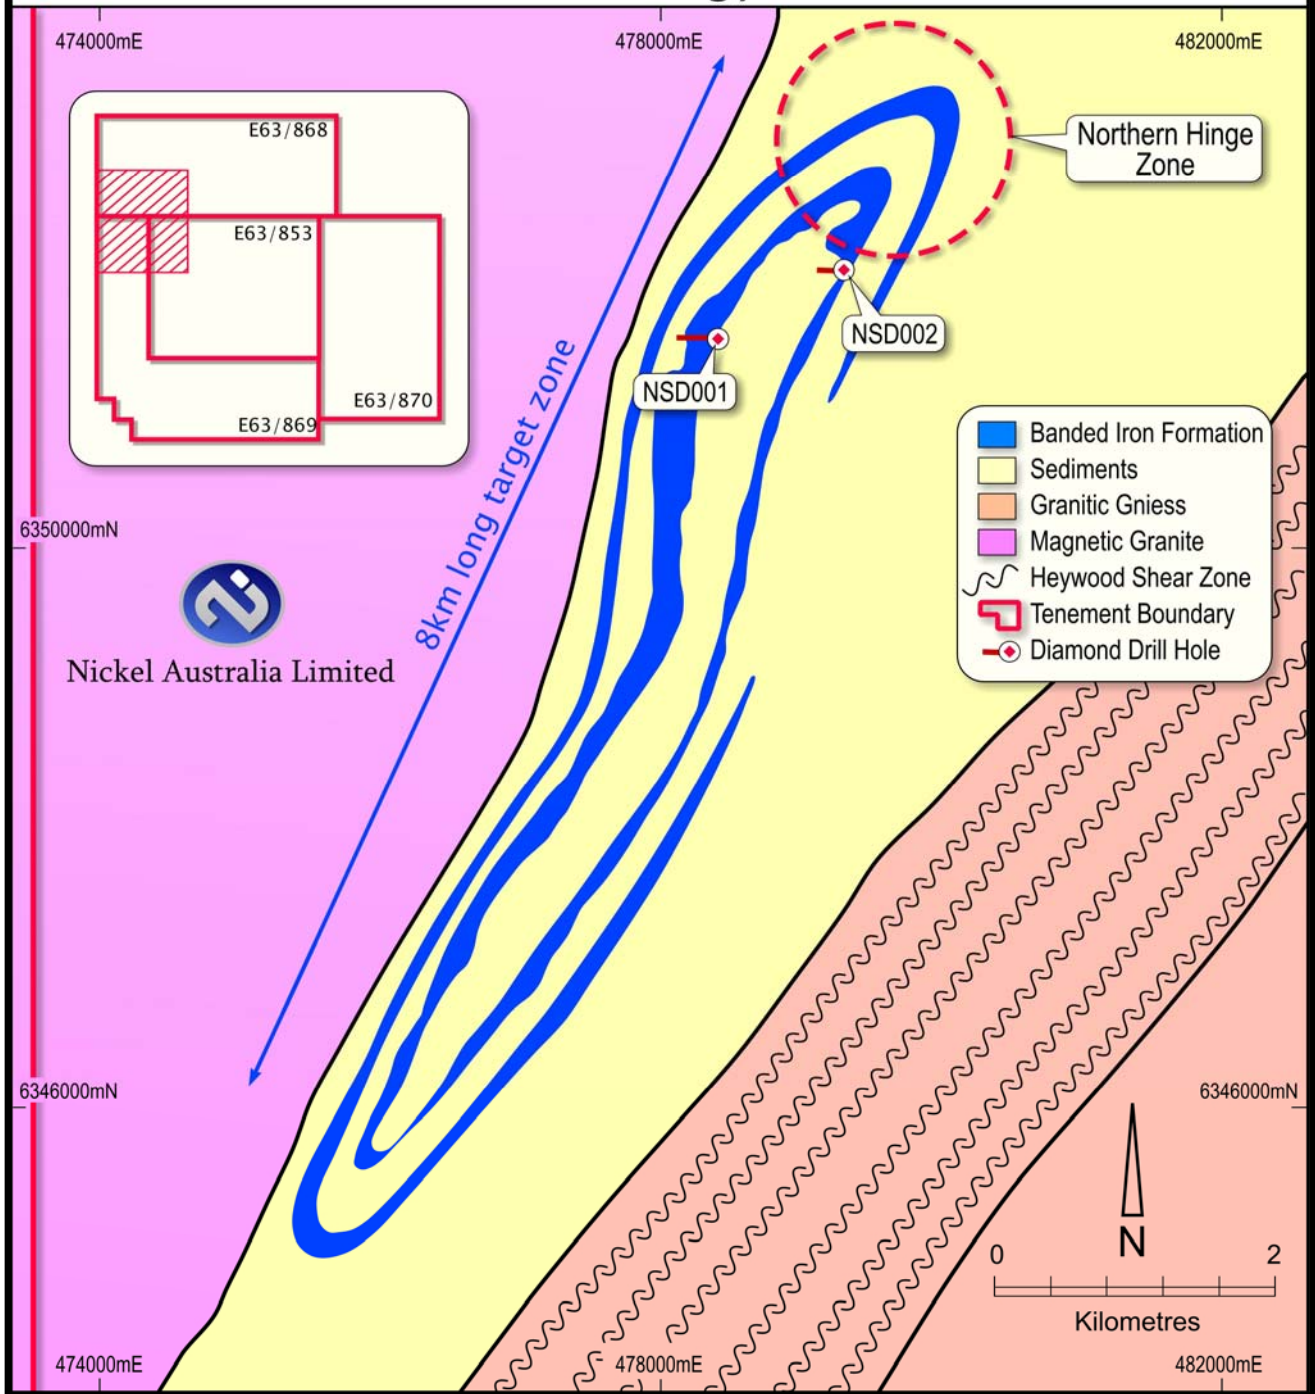 474000mE
478000mE
482000mE
E63/868
E63/853
E63/870
E63/869
Northern Hinge
Zone
NSD002
NSD001
8km long target zone
Banded Iron Formation
Sediments
Granitic Gniess
Magnetic Granite
Heywood Shear Zone
Tenement Boundary
Diamond Drill Hole
6350000mN
Nickel Australia Limited
6346000mN
6346000mN
N
0
2
Kilometres
474000mE
478000mE
482000mE